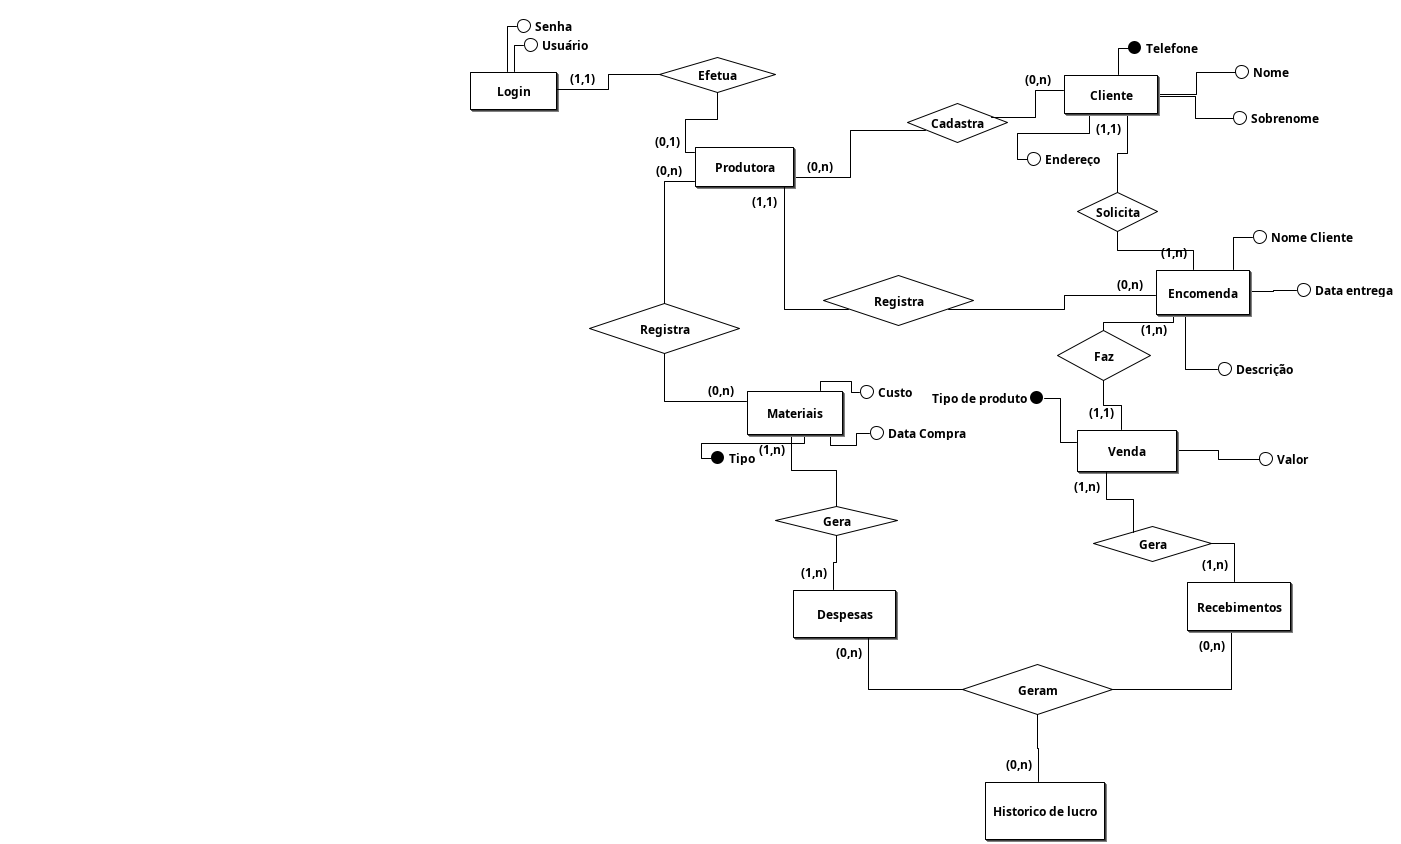 Senha
Usuário
Telefone
Nome
(1,1)
Efetua
(0,n)
Login
Cliente
Sobrenome
Cadastra
(1,1)
(0,1)
Endereço
(0,n)
Produtora
(0,n)
(1,1)
Solicita
Nome Cliente
(1,n)
(0,n)
Data entrega
Encomenda
Registra
Registra
(1,n)
Faz
Descrição
(0,n)
Custo
Tipo de produto
Materiais
(1,1)
Data Compra
(1,n)
Tipo
Venda
Valor
(1,n)
Gera
Gera
(1,n)
(1,n)
Despesas
Recebimentos
(0,n)
(0,n)
Geram
(0,n)
Historico de lucro